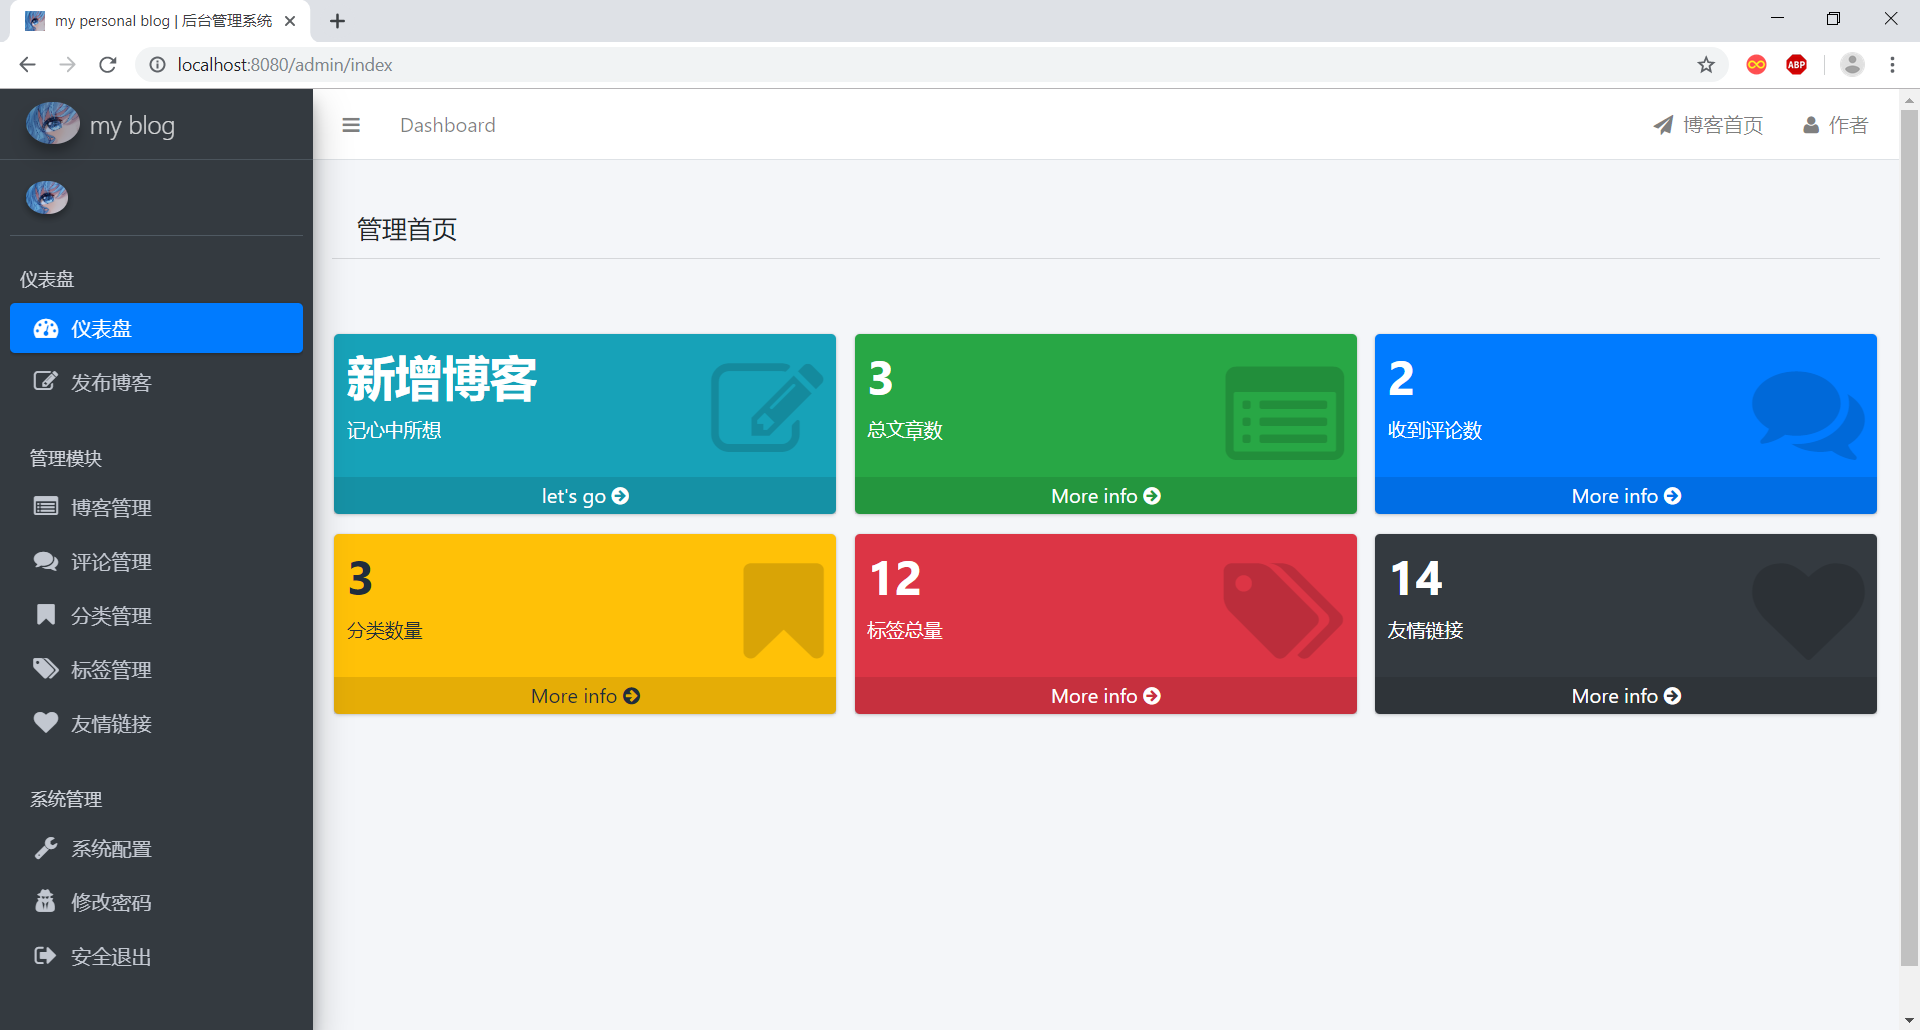 my personal blog | 后台管理系统
localhost:8080/admin/index
ABP
my blog
Dashboard
博客首页
作者
仪表盘
仪表盘
发布博客
管理模块
博客管理
评论管理
分类管理
标签管理
友情链接
系统管理
系统配置
修改密码
安全退出
管理首页
新增博客
记心中所想
let's go
3
总文章数
More info
2
收到评论数
More info
3
分类数量
More info
12
标签总量
More info
14
友情链接
More info